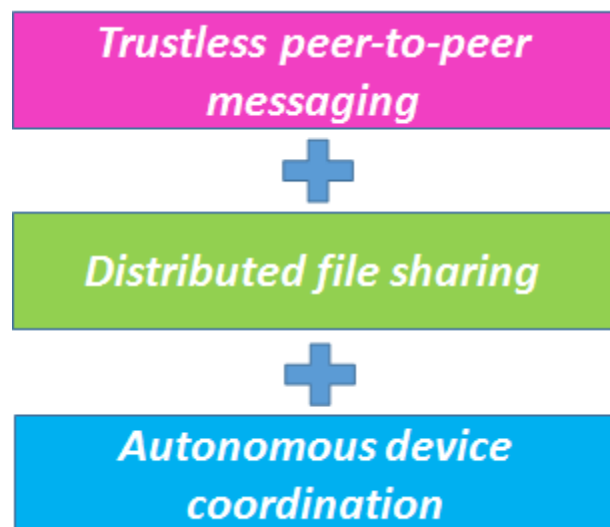 Trustless peer-to-peer
messaging
Distributed file sharing
Autonomous device
coordination